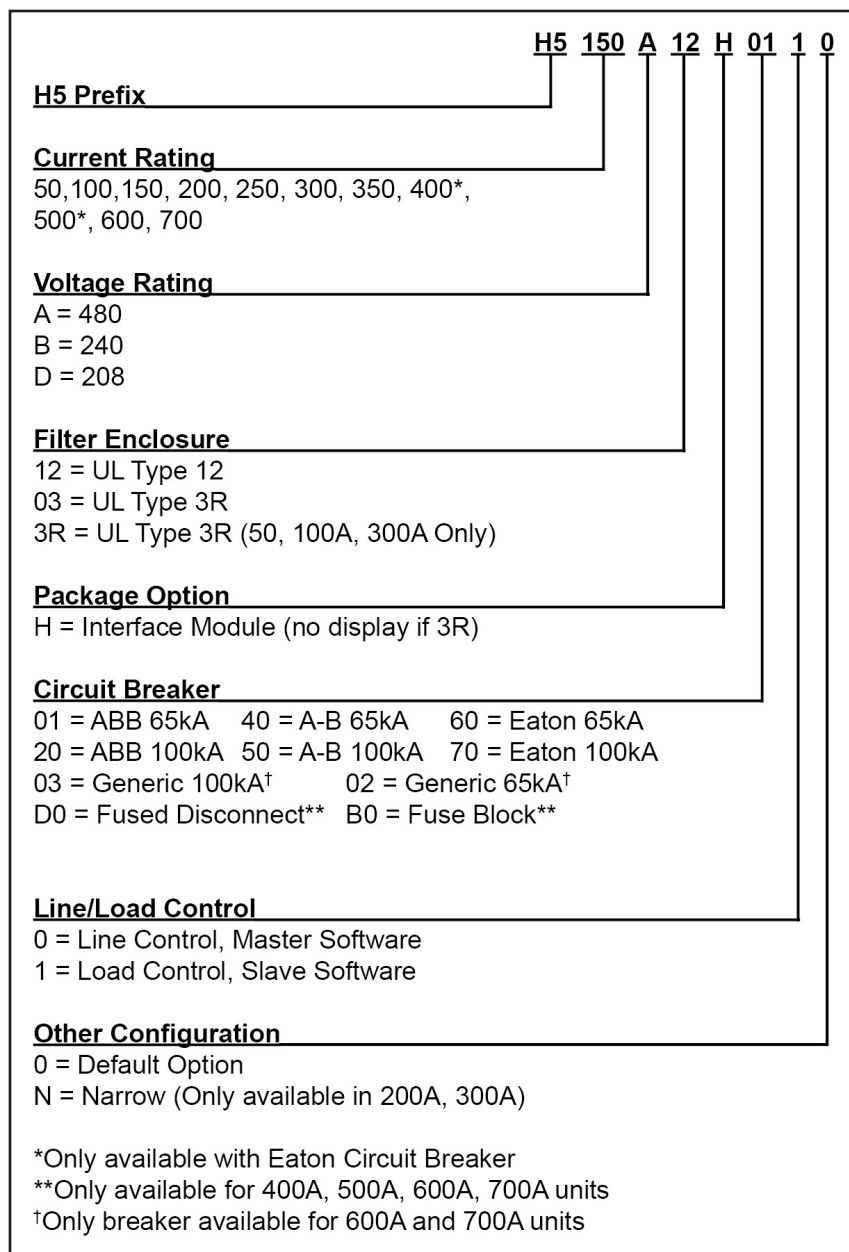 H5 150 A 12 H 01 1 0
H5 Prefix
Current Rating
50,100,150, 200, 250, 300, 350, 400*,
500*, 600, 700
Voltage Rating
A = 480
B = 240
D = 208
Filter Enclosure
12 = UL Type 12
03 = UL Type 3R
3R = UL Type 3R (50, 100A, 300A Only)
Package Option
H = Interface Module (no display if 3R)
Circuit Breaker
01 = ABB 65kA 40 = A-B 65kA 60 = Eaton 65kA
20 = ABB 100kA 50 = A-B 100kA 70 = Eaton 100kA
03 = Generic 100kA† 02 = Generic 65kA†
D0 = Fused Disconnect** B0 = Fuse Block**
Line/Load Control
0 = Line Control, Master Software
1 = Load Control, Slave Software
Other Configuration
0 = Default Option
N = Narrow (Only available in 200A, 300A)
*Only available with Eaton Circuit Breaker
**Only available for 400A, 500A, 600A, 700A units
†Only breaker available for 600A and 700A units